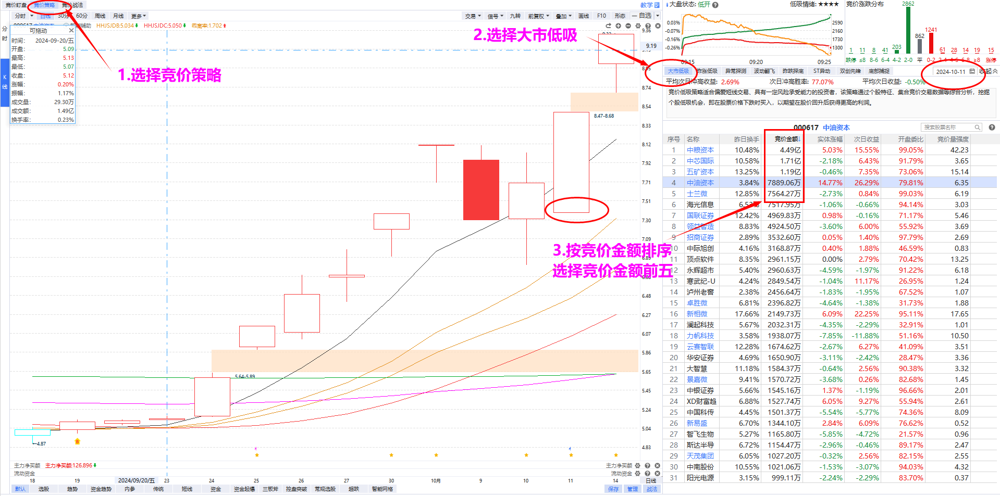 竞价盯盘 竞价策略 竞价战法 教学
分时 日线 30分 60分 周线 月线 更多 交易 信号 九转 前复权 叠加 画线 F10 形态 自选
HHJSJDB:5.034 HHJSJDC:5.050 乖离率:1.702
可拖动
时间: 2024-09-20/五
开盘: 5.09
最高: 5.13
最低: 5.07
收盘: 5.12
涨幅: 0.20%
振幅: 1.17%
成交量: 29.30万
成交额: 1.49亿
换手率: 0.23%
分时
K线
1.选择竞价策略
2.选择大市低吸
3.按竞价金额排序
选择竞价金额前五
9.36
9.19
8.95
8.74
8.54
8.33
8.12
7.92
7.71
7.51
7.30
7.09
6.89
6.48
6.27
6.07
5.86
5.65
5.45
5.24
5.04
4.83
8.47-8.68
5.64-5.89
4.87
B
主力净买额 主力净买额:126.896 主力净买额
流动资金 流动资金
18 19 2024/09/20/五 23 24 25 26 27 30 10月 9 10 11 14 日线
默认 选股 趋势 资金趋势 内参 传统 短线 资金 资金起爆 三板斧 控盘突破 常规选股 超跌 智能网格 保存 管理 战法
大盘状态: 低开 低吸情绪: ★★★★
0.03%
-0.07%
-0.16%
-0.26%
2590
2160
1730
1300
09:15 09:20 09:25
竞价涨跌分布
1 11 8 41 203 2862 862 1241 61 28 14 19 15
跌停 ≤8 8-6 6-4 4-2 2-0 平 0-2 2-4 4-6 6-8 ≥8 涨停
大市低吸 昨涨低吸 异常探测 波动翻飞 昨跌探底 ST异动 双创先锋 底部捕捉 2024-10-11 收起
平均次日冲高收益: 2.69% 次日冲高胜率: 77.07% 平均次日收益: -0.50%
竞价低吸策略适合偏爱短线交易、具有一定风险承受能力的投资者，该策略通过个股特征、集合竞价交易数据等综合分析，挖掘
个股低吸机会，即在股票价格下跌时买入，以期望在股价回升后获得更高的利润。
000617 中油资本 搜索股票名称
序号 名称 昨日换手 竞价金额↓ 实体涨幅 次日收益 开盘委比 竞价量强度
1 中粮资本 10.48% 4.49亿 5.03% 15.55% 99.05% 42.23
2 中芯国际 10.58% 1.71亿 -2.18% 6.43% 91.79% 3.65
3 五矿资本 13.25% 1.19亿 -0.46% 7.35% 73.06% 15.14
4 中油资本 3.84% 7889.06万 14.77% 26.29% 79.81% 6.35
5 士兰微 12.85% 7564.27万 -2.73% 0.84% 99.03% 6.19
6 海光信息 7517.95万 -1.06% -0.66% 94.14% 3.03
7 国联证券 12.42% 4969.83万 0.98% -0.16% 71.17% 5.46
8 领益智造 8.83% 4924.50万 -3.60% 6.00% 55.92% 3.69
9 招商证券 2.89% 3532.60万 0.05% 1.40% 97.79% 2.69
10 中际旭创 4.16% 3168.87万 0.40% 1.88% 46.59% 0.83
11 顶点软件 8.35% 2961.15万 0.00% 2.79% 70.42% 13.25
12 永辉超市 5.40% 2960.63万 -4.59% -1.97% 91.22% 6.18
13 寒武纪-U 4.24% 2849.54万 -1.04% 11.17% 26.95% 1.24
14 泸州老窖 2.38% 2456.64万 -1.83% -1.95% 67.52% 1.07
15 卓胜微 6.81% 2396.82万 -4.64% -1.38% 31.73% 1.88
16 新相微 17.66% 2149.73万 6.09% 22.25% 95.11% 17.65
17 澜起科技 5.67% 2032.31万 -4.35% -2.29% 32.91% 1.01
18 力帆科技 3.58% 1938.07万 -7.85% -11.88% 51.16% 10.50
19 云赛智联 12.28% 1674.62万 -2.67% 6.27% 41.09% 3.51
20 华安证券 4.69% 1650.90万 -3.11% -2.42% 28.47% 3.36
21 大智慧 11.18% 1584.37万 -0.64% 2.56% 90.38% 3.32
22 景嘉微 9.41% 1570.72万 -3.68% 0.26% 82.68% 1.45
23 中银证券 5.66% 1545.16万 1.37% -1.19% 96.66% 2.01
24 XD财富趋 6.88% 1527.74万 6.05% 9.27% 55.94% 2.61
25 中国科传 4.45% 1501.37万 -5.54% -5.77% 74.36% 8.09
26 新易盛 6.70% 1344.10万 2.84% 6.09% 76.62% 0.52
27 智飞生物 5.27% 1165.80万 -5.85% -4.72% 21.57% 0.96
28 斯达半导 6.72% 1154.47万 -2.96% -0.46% 89.17% 2.47
29 天茂集团 6.05% 1027.20万 -0.32% 2.56% 82.15% 2.55
30 中南股份 10.55% 1021.06万 -1.53% -3.07% 94.03% 4.32
31 阳光电源 3.15% 999.11万 -2.24% -2.29% 83.70% 0.37